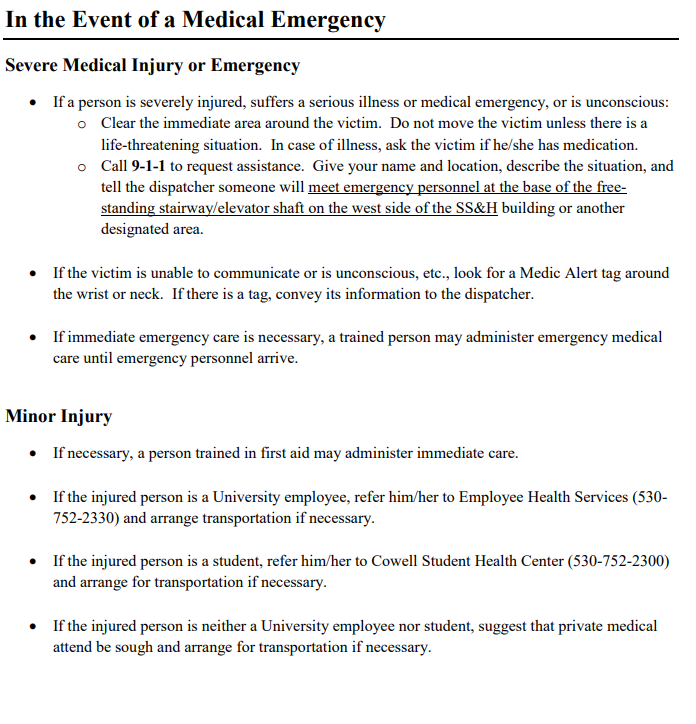 In the Event of a Medical Emergency
Severe Medical Injury or Emergency
• If a person is severely injured, suffers a serious illness or medical emergency, or is unconscious:
o Clear the immediate area around the victim. Do not move the victim unless there is a
life-threatening situation. In case of illness, ask the victim if he/she has medication.
o Call 9-1-1 to request assistance. Give your name and location, describe the situation, and
tell the dispatcher someone will meet emergency personnel at the base of the free-
standing stairway/elevator shaft on the west side of the SS&H building or another
designated area.
• If the victim is unable to communicate or is unconscious, etc., look for a Medic Alert tag around
the wrist or neck. If there is a tag, convey its information to the dispatcher.
• If immediate emergency care is necessary, a trained person may administer emergency medical
care until emergency personnel arrive.
Minor Injury
• If necessary, a person trained in first aid may administer immediate care.
• If the injured person is a University employee, refer him/her to Employee Health Services (530-
752-2330) and arrange transportation if necessary.
• If the injured person is a student, refer him/her to Cowell Student Health Center (530-752-2300)
and arrange for transportation if necessary.
• If the injured person is neither a University employee nor student, suggest that private medical
attend be sough and arrange for transportation if necessary.